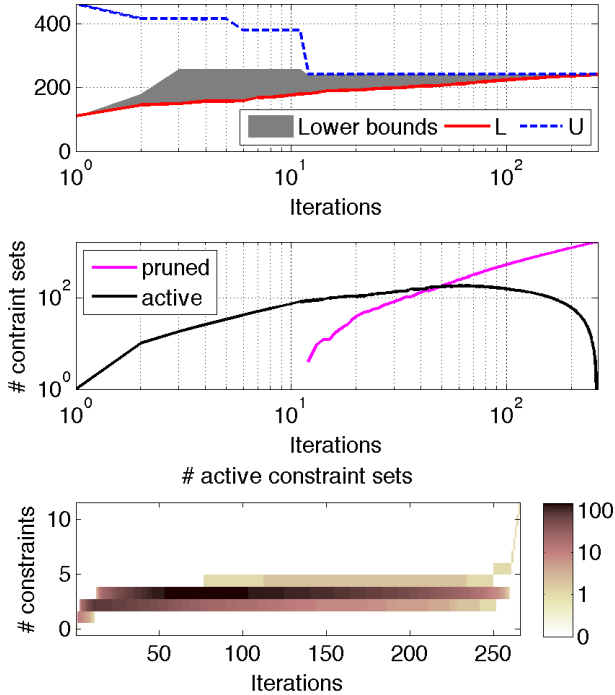 400
200
0
Lower bounds L U
10^0 10^1 10^2
Iterations
# contraint sets
10^2
10^0
pruned
active
10^0 10^1 10^2
Iterations
# active constraint sets
# constraints
10
5
0
50 100 150 200 250
Iterations
100
10
1
0